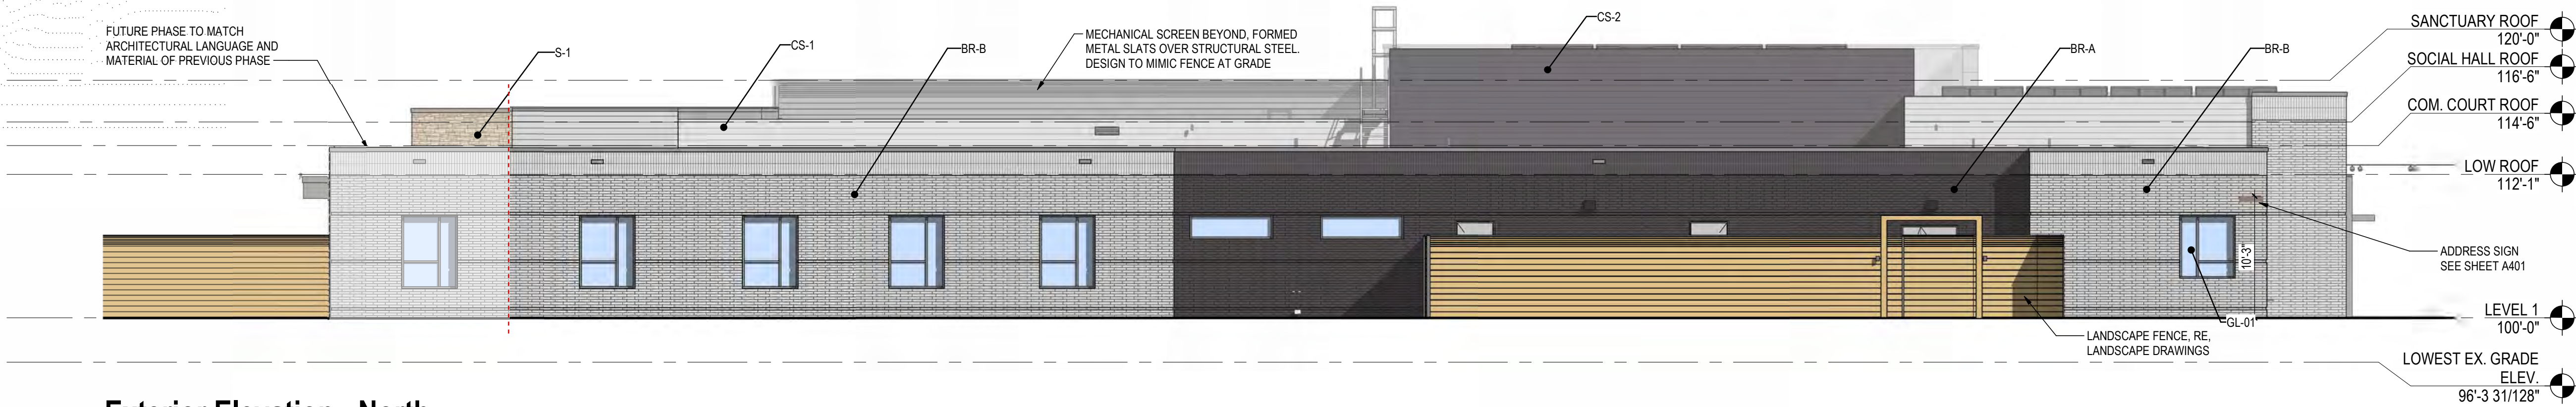 FUTURE PHASE TO MATCH
ARCHITECTURAL LANGUAGE AND
MATERIAL OF PREVIOUS PHASE
S-1
CS-1
BR-B
MECHANICAL SCREEN BEYOND, FORMED
METAL SLATS OVER STRUCTURAL STEEL.
DESIGN TO MIMIC FENCE AT GRADE
CS-2
BR-A
BR-B
SANCTUARY ROOF
120'-0"
SOCIAL HALL ROOF
116'-6"
COM. COURT ROOF
114'-6"
LOW ROOF
112'-1"
10'-3"
ADDRESS SIGN
SEE SHEET A401
GL-01
LEVEL 1
100'-0"
LANDSCAPE FENCE, RE,
LANDSCAPE DRAWINGS
LOWEST EX. GRADE
ELEV.
96'-3 31/128"
Exterior Elevation - North